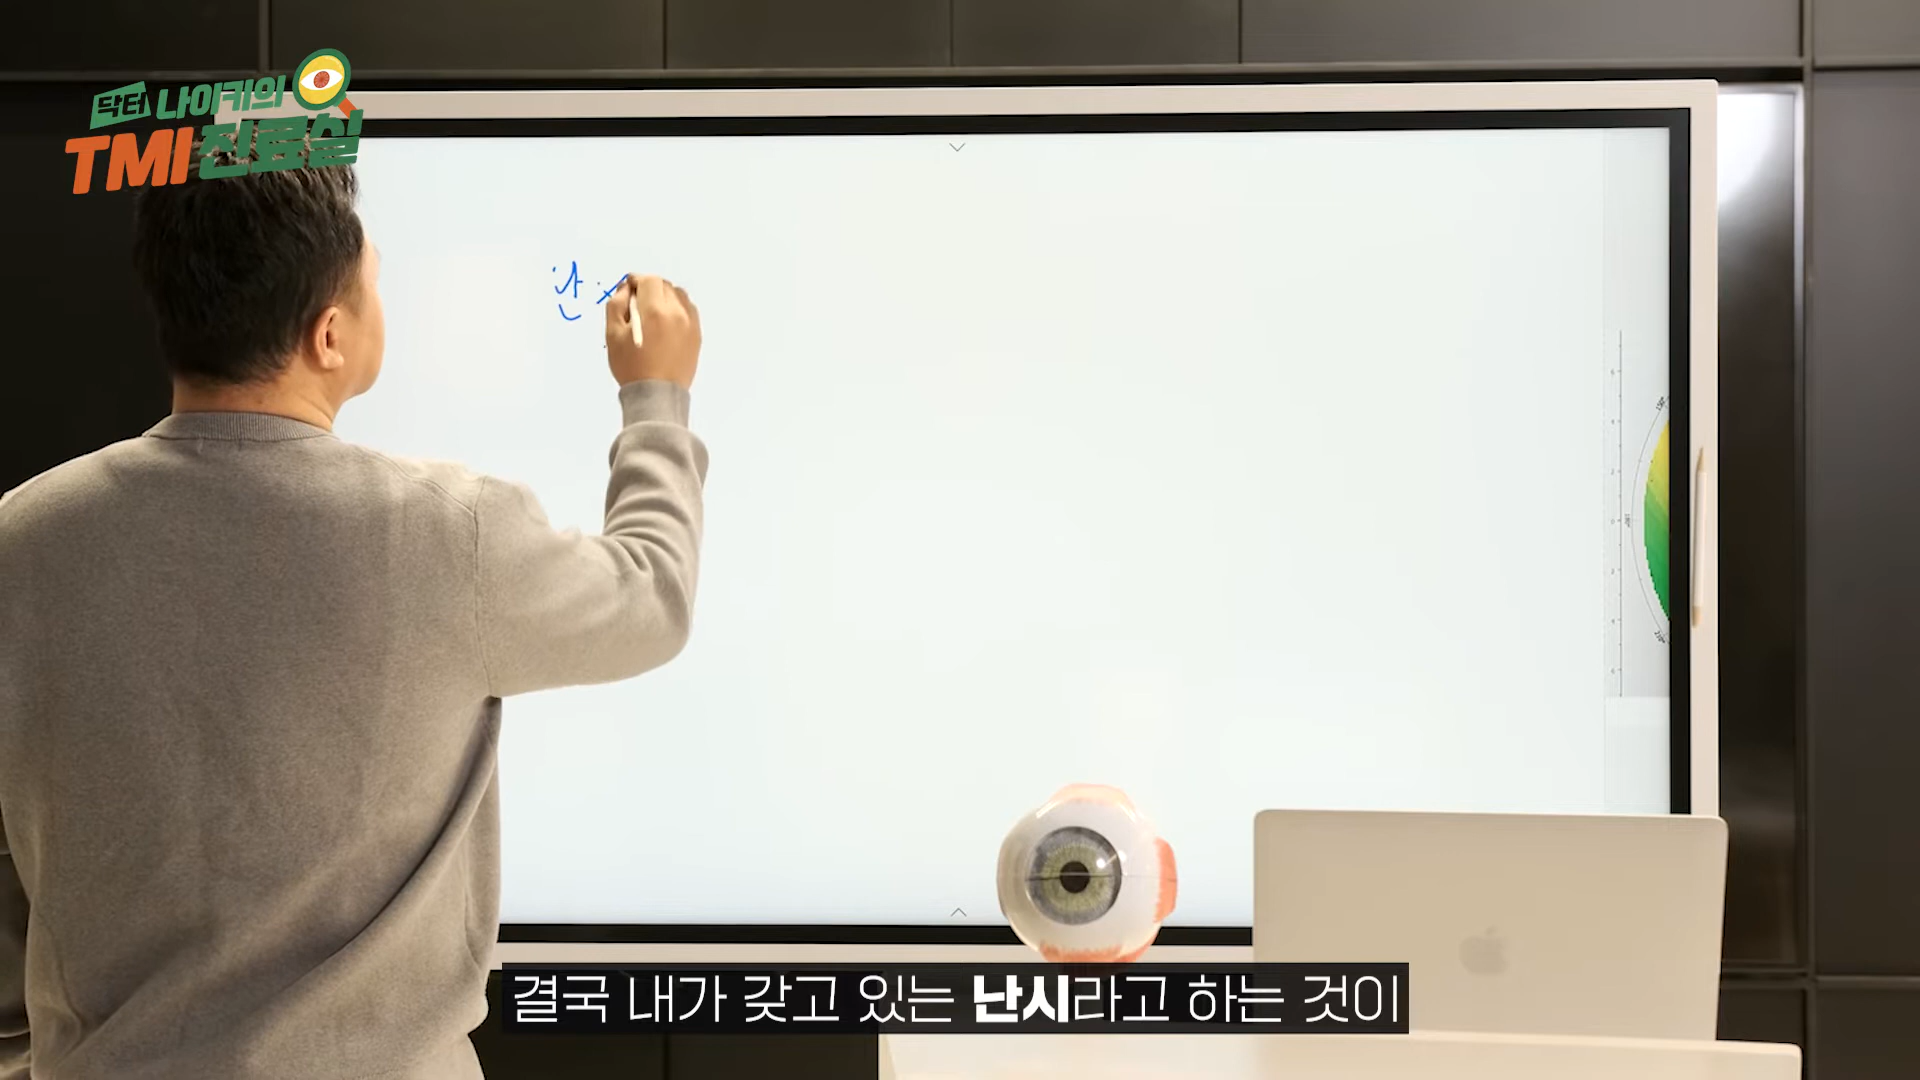 닥터 나이키의
TMI 진료실
난
결국 내가 갖고 있는 난시라고 하는 것이